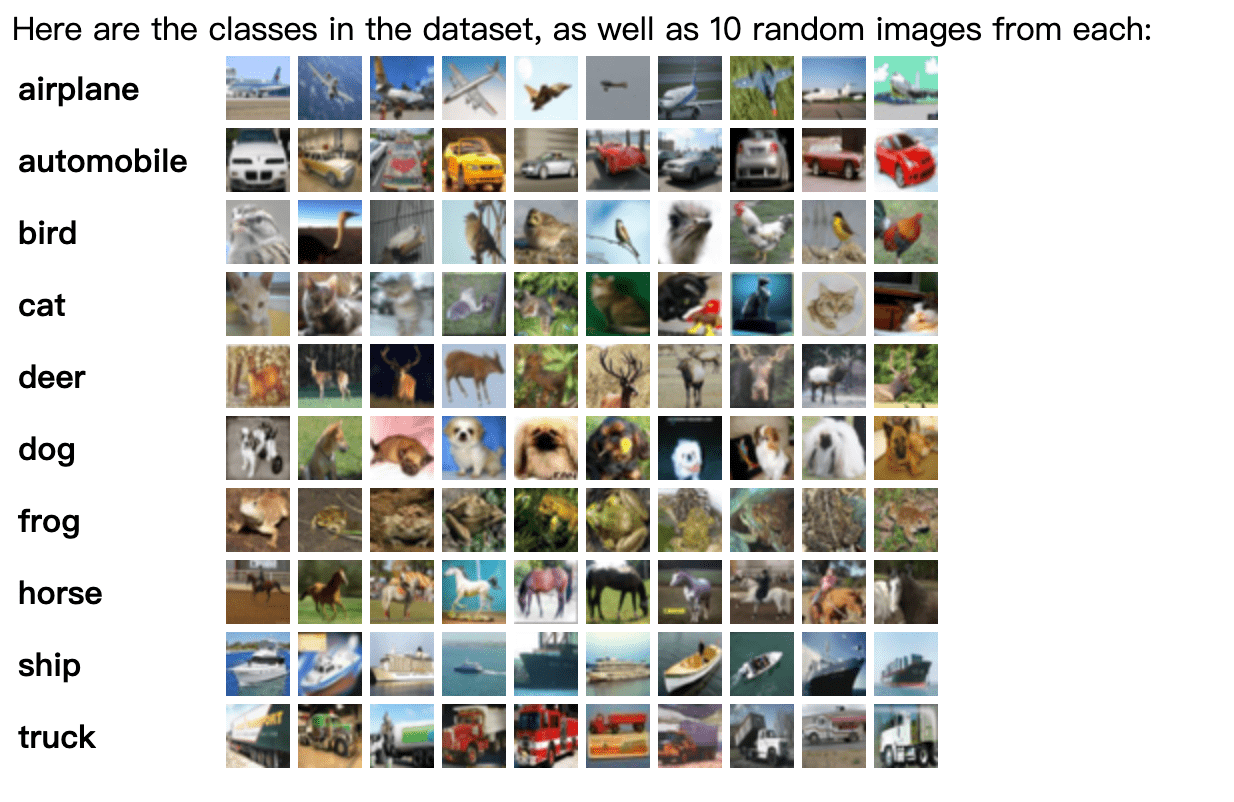 Here are the classes in the dataset, as well as 10 random images from each:
airplane
automobile
bird
cat
deer
dog
frog
horse
ship
truck